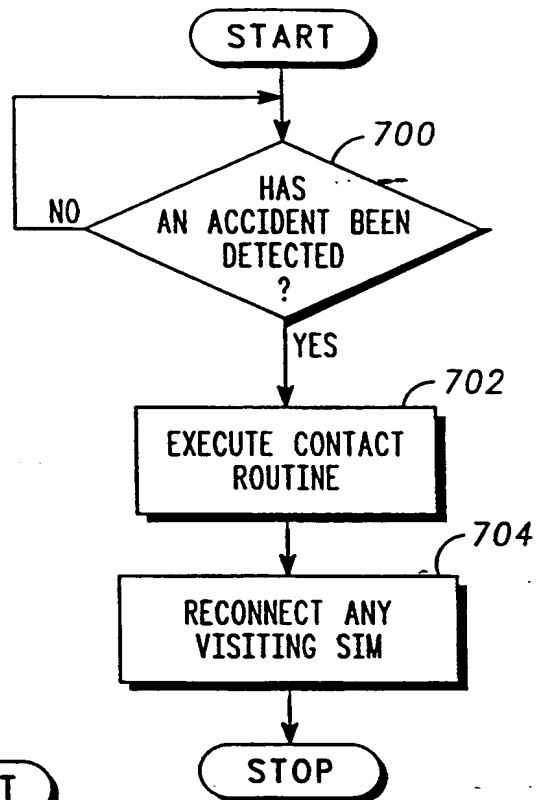 START
700
HAS
AN ACCIDENT BEEN
DETECTED
?
NO
YES
702
EXECUTE CONTACT
ROUTINE
704
RECONNECT ANY
VISITING SIM
STOP
T